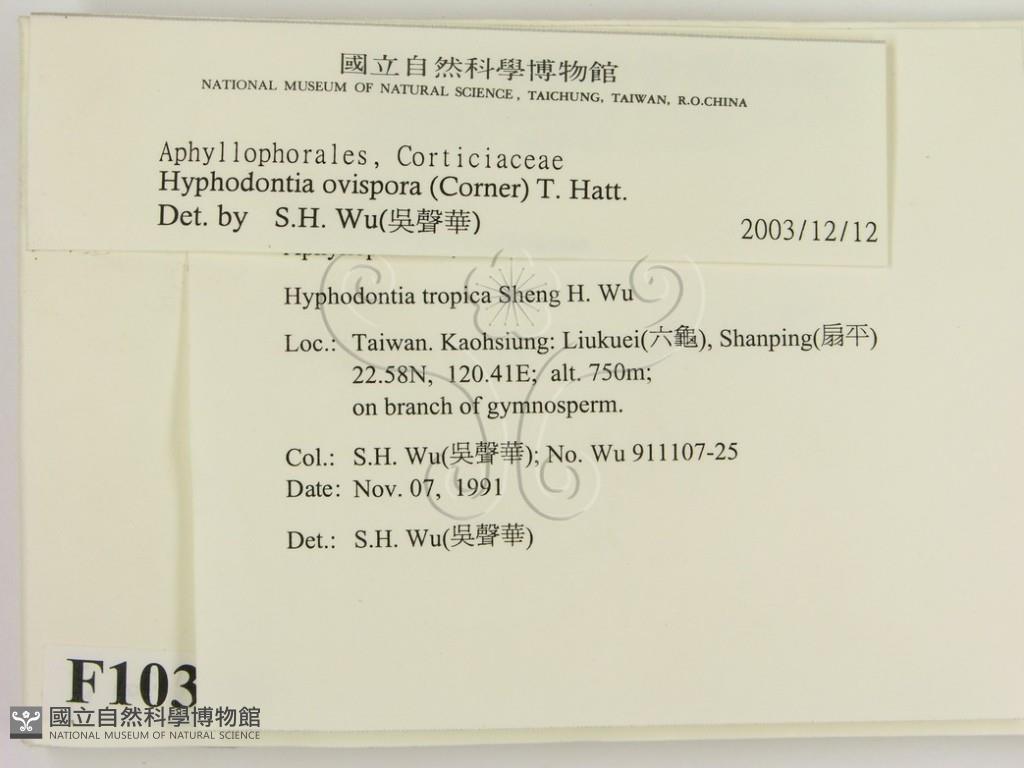 國立自然科學博物館
NATIONAL MUSEUM OF NATURAL SCIENCE, TAICHUNG, TAIWAN, R.O.CHINA
Aphyllophorales, Corticiaceae
Hyphodontia ovispora (Corner) T. Hatt.
Det. by S.H. Wu(吳聲華)
2003/12/12
Hyphodontia tropica Sheng H. Wu
Loc.: Taiwan. Kaohsiung: Liukuei(六龜), Shanping(扇平)
22.58N, 120.41E; alt. 750m;
on branch of gymnosperm.
Col.: S.H. Wu(吳聲華); No. Wu 911107-25
Date: Nov. 07, 1991
Det.: S.H. Wu(吳聲華)
F103
國立自然科學博物館
NATIONAL MUSEUM OF NATURAL SCIENCE